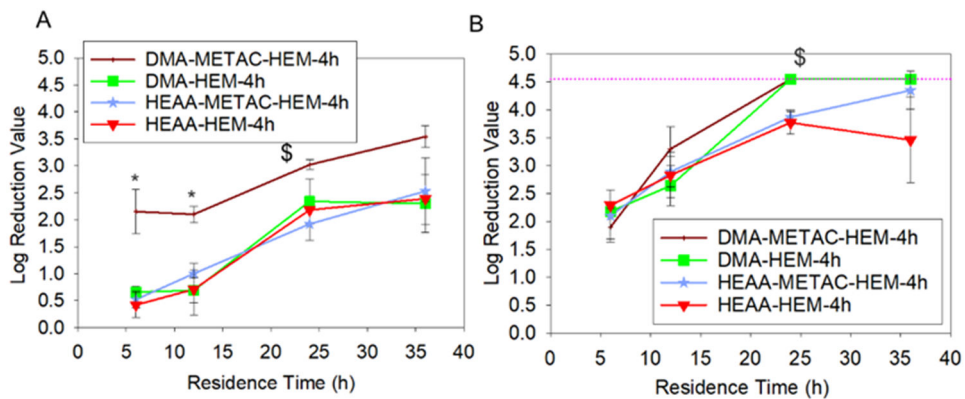 A
DMA-METAC-HEM-4h
DMA-HEM-4h
HEAA-METAC-HEM-4h
HEAA-HEM-4h
Log Reduction Value
5.0
4.5
4.0
3.5
3.0
2.5
2.0
1.5
1.0
0.5
0.0
*
*
$
0 5 10 15 20 25 30 35 40
Residence Time (h)
B
$
Log Reduction Value
5.0
4.5
4.0
3.5
3.0
2.5
2.0
1.5
1.0
0.5
0.0
DMA-METAC-HEM-4h
DMA-HEM-4h
HEAA-METAC-HEM-4h
HEAA-HEM-4h
0 5 10 15 20 25 30 35 40
Residence Time (h)